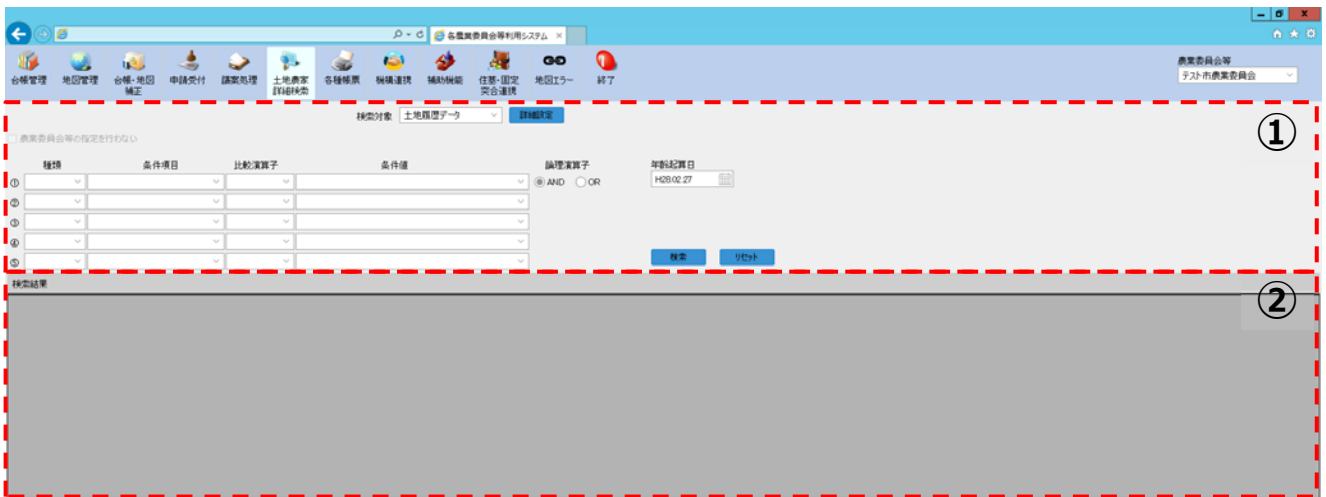 各農業委員会等利用システム ×
台帳管理 地図管理 台帳・地図 申請受付 議案処理 土地農家 各種帳票 機構連携 補助機能 住基・固定 地図エラー 終了
補正 詳細検索 突合連携
農業委員会等
テスト市農業委員会
検索対象 土地履歴データ 詳細設定
①
農業委員会等の指定を行わない
種類 条件項目 比較演算子 条件値 論理演算子 年齢起算日
① AND OR H28.02.27
②
③
④
⑤ 検索 リセット
検索結果
②